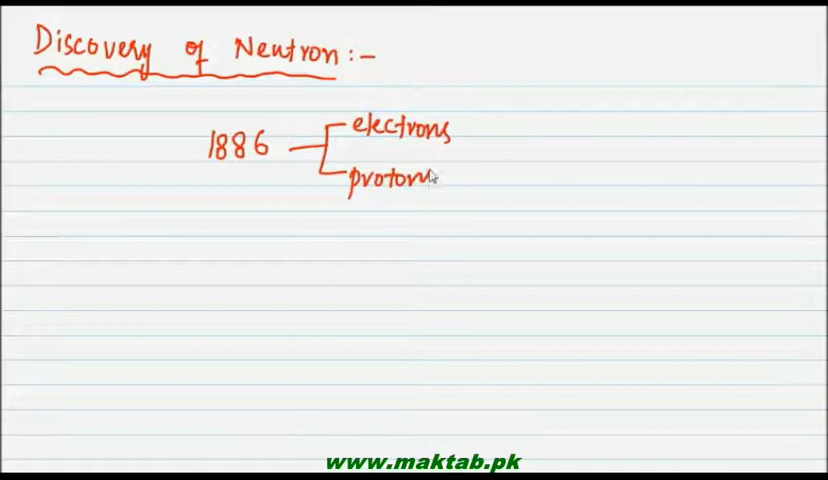 Discovery of Neutron :-
electrons
1886
protons
www.maktab.pk